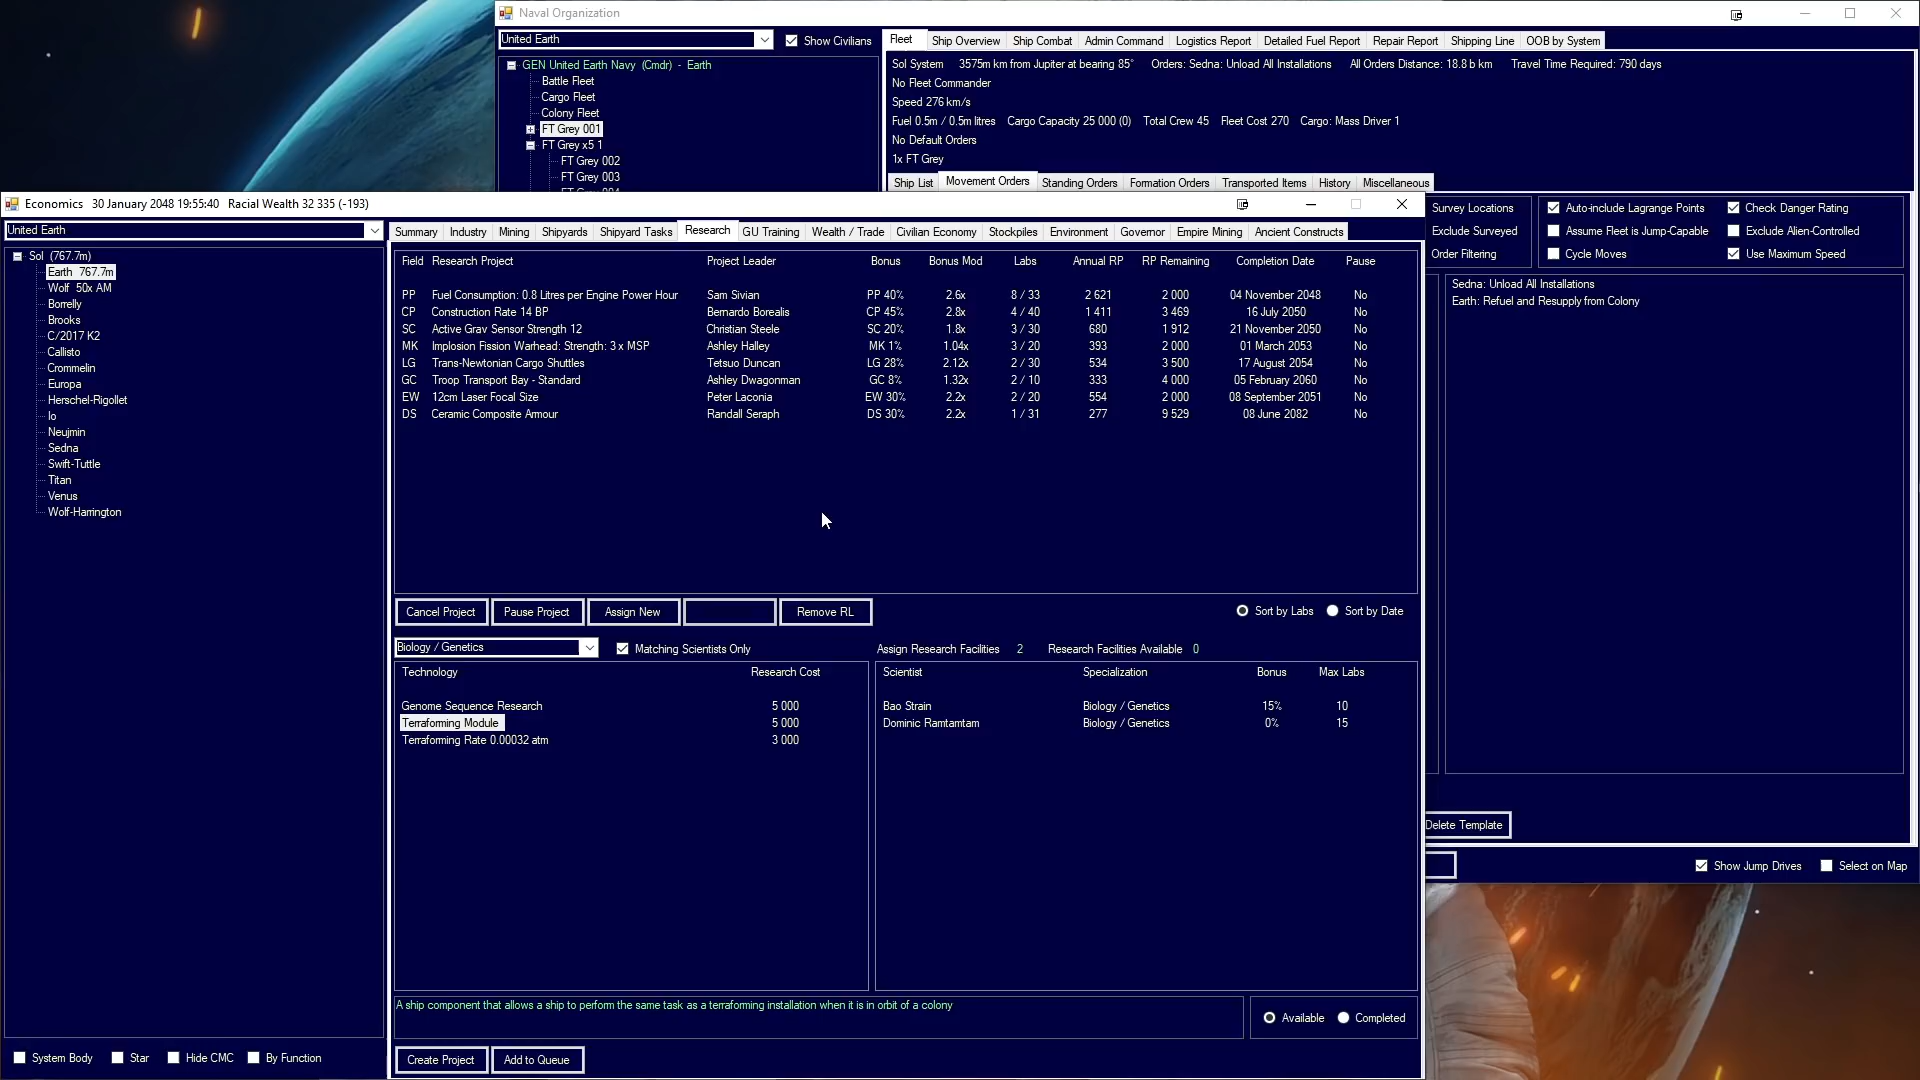 Naval Organization
United Earth
Show Civilians
Fleet Ship Overview Ship Combat Admin Command Logistics Report Detailed Fuel Report Repair Report Shipping Line OOB by System
GEN United Earth Navy (Cmdr) - Earth
Battle Fleet
Cargo Fleet
Colony Fleet
FT Grey 001
FT Grey x5 1
FT Grey 002
FT Grey 003
Sol System 3575m km from Jupiter at bearing 85° Orders: Sedna: Unload All Installations All Orders Distance: 18.8 b km Travel Time Required: 790 days
No Fleet Commander
Speed 276 km/s
Fuel 0.5m / 0.5m litres Cargo Capacity 25 000 (0) Total Crew 45 Fleet Cost 270 Cargo: Mass Driver 1
No Default Orders
1x FT Grey
Ship List Movement Orders Standing Orders Formation Orders Transported Items History Miscellaneous
Economics 30 January 2048 19:55:40 Racial Wealth 32 335 (-193)
United Earth
Sol (767.7m)
Earth 767.7m
Wolf 50x AM
Borrelly
Brooks
C/2017 K2
Callisto
Crommelin
Europa
Herschel-Rigollet
Io
Neujmin
Sedna
Swift-Tuttle
Titan
Venus
Wolf-Harrington
System Body Star Hide CMC By Function
Summary Industry Mining Shipyards Shipyard Tasks Research GU Training Wealth / Trade Civilian Economy Stockpiles Environment Governor Empire Mining Ancient Constructs
Field Research Project Project Leader Bonus Bonus Mod Labs Annual RP RP Remaining Completion Date Pause
PP Fuel Consumption: 0.8 Litres per Engine Power Hour Sam Sivian PP 40% 2.6x 8 / 33 2 621 2 000 04 November 2048 No
CP Construction Rate 14 BP Bernardo Borealis CP 45% 2.8x 4 / 40 1 411 3 469 16 July 2050 No
SC Active Grav Sensor Strength 12 Christian Steele SC 20% 1.8x 3 / 30 680 1 912 21 November 2050 No
MK Implosion Fission Warhead: Strength: 3 x MSP Ashley Halley MK 1% 1.04x 3 / 20 393 2 000 01 March 2053 No
LG Trans-Newtonian Cargo Shuttles Tetsuo Duncan LG 28% 2.12x 2 / 30 534 3 500 17 August 2054 No
GC Troop Transport Bay - Standard Ashley Dwagonman GC 8% 1.32x 2 / 10 333 4 000 05 February 2060 No
EW 12cm Laser Focal Size Peter Laconia EW 30% 2.2x 2 / 20 554 2 000 08 September 2051 No
DS Ceramic Composite Armour Randall Seraph DS 30% 2.2x 1 / 31 277 9 529 08 June 2082 No
Cancel Project Pause Project Assign New Remove RL
Sort by Labs Sort by Date
Biology / Genetics Matching Scientists Only Assign Research Facilities 2 Research Facilities Available 0
Technology Research Cost
Genome Sequence Research 5 000
Terraforming Module 5 000
Terraforming Rate 0.00032 atm 3 000
Scientist Specialization Bonus Max Labs
Bao Strain Biology / Genetics 15% 10
Dominic Ramtamtam Biology / Genetics 0% 15
A ship component that allows a ship to perform the same task as a terraforming installation when it is in orbit of a colony
Available Completed
Create Project Add to Queue
Survey Locations
Exclude Surveyed
Order Filtering
Auto-include Lagrange Points Check Danger Rating
Assume Fleet is Jump-Capable Exclude Alien-Controlled
Cycle Moves Use Maximum Speed
Sedna: Unload All Installations
Earth: Refuel and Resupply from Colony
Delete Template
Show Jump Drives Select on Map